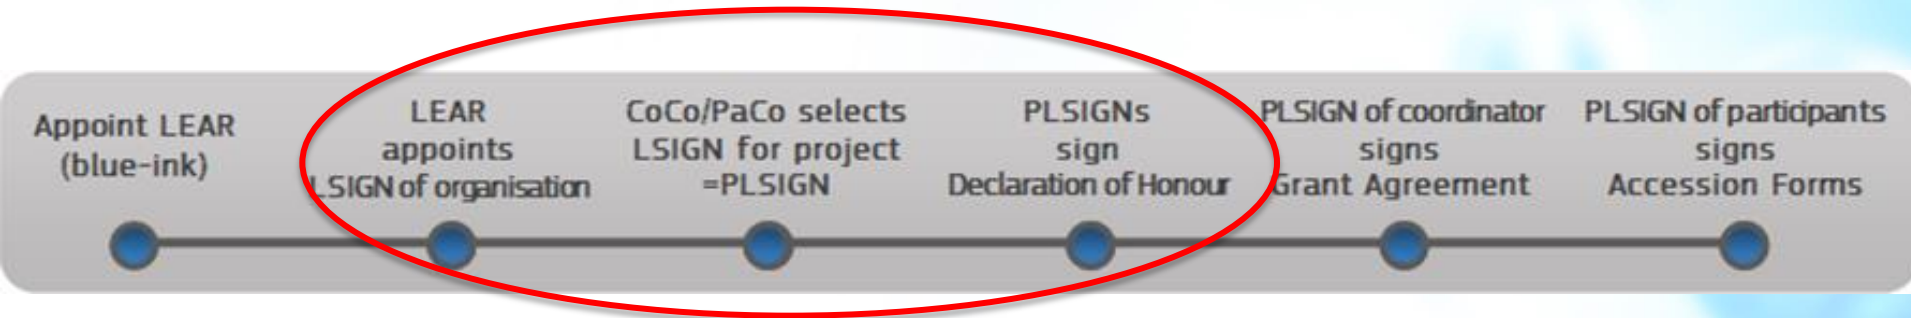 Appoint LEAR
(blue-ink)
LEAR
appoints
LSIGN of organisation
CoCo/PaCo selects
LSIGN for project
=PLSIGN
PLSIGNs
sign
Declaration of Honour
PLSIGN of coordinator
signs
Grant Agreement
PLSIGN of participants
signs
Accession Forms